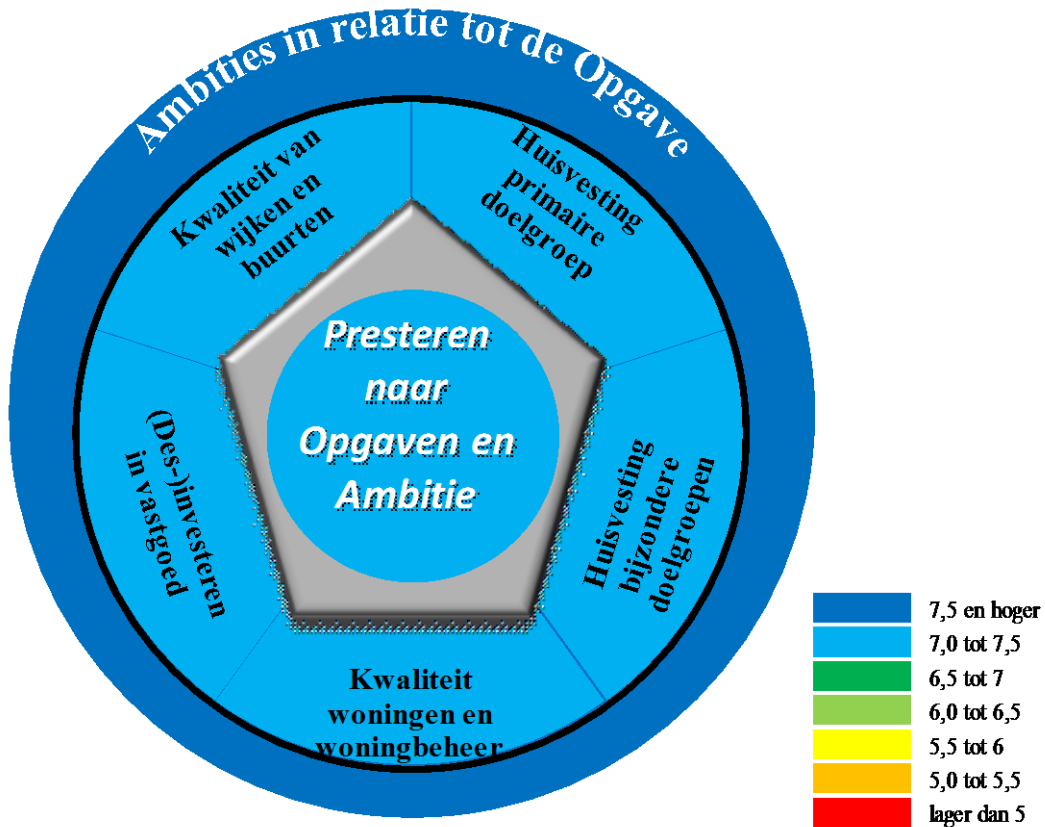 Ambities in relatie tot de Opgave
Kwaliteit van
wijken en
buurten
Huisvesting
primaire
doelgroep
Presteren
naar
Opgaven en
Ambitie
(Des-)investeren
in vastgoed
Huisvesting
bijzondere
doelgroepen
Kwaliteit
woningen en
woningbeheer
7,5 en hoger
7,0 tot 7,5
6,5 tot 7
6,0 tot 6,5
5,5 tot 6
5,0 tot 5,5
lager dan 5